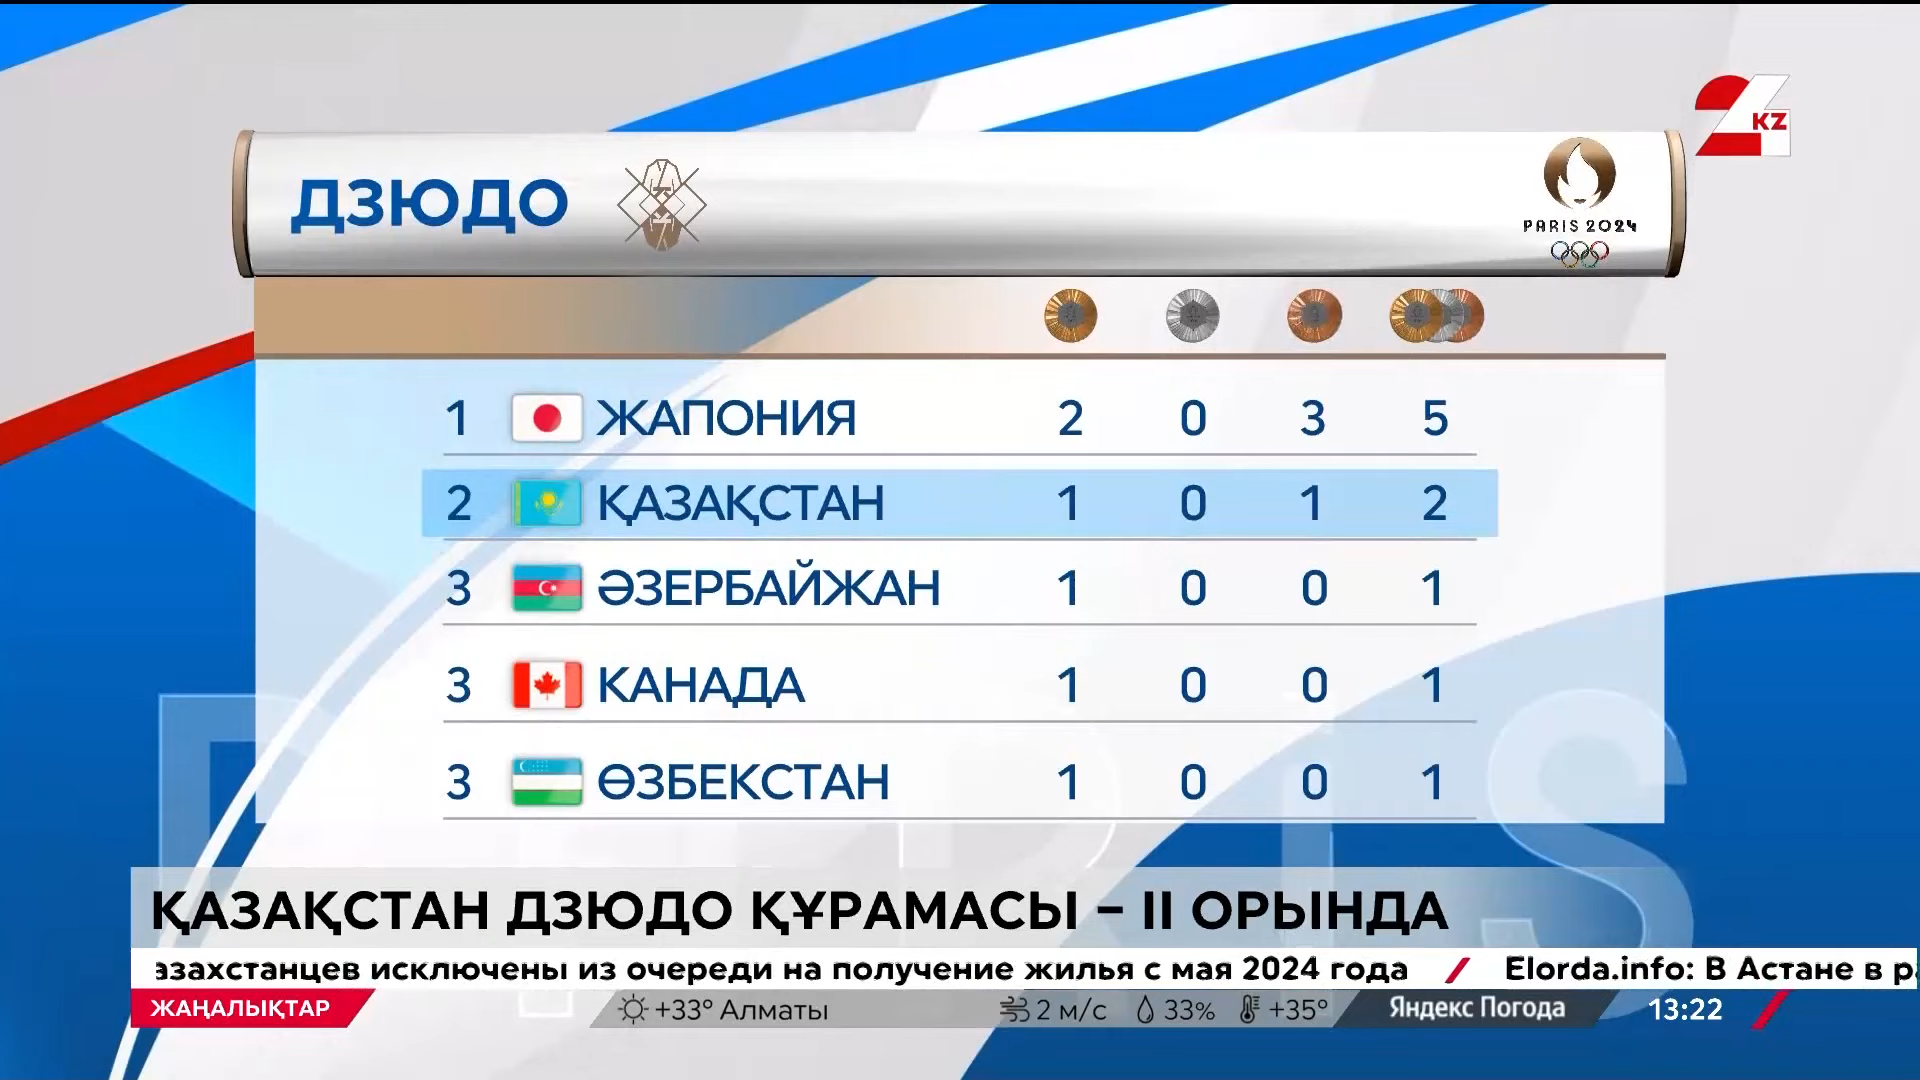 24 KZ
ДЗЮДО
PARIS 2024
1 ЖАПОНИЯ 2 0 3 5
2 ҚАЗАҚСТАН 1 0 1 2
3 ӘЗЕРБАЙЖАН 1 0 0 1
3 КАНАДА 1 0 0 1
3 ӨЗБЕКСТАН 1 0 0 1
ҚАЗАҚСТАН ДЗЮДО ҚҰРАМАСЫ – II ОРЫНДА
азахстанцев исключены из очереди на получение жилья с мая 2024 года / Elorda.info: В Астане в
ЖАҢАЛЫҚТАР +33° Алматы 2 м/с 33% +35° Яндекс Погода 13:22